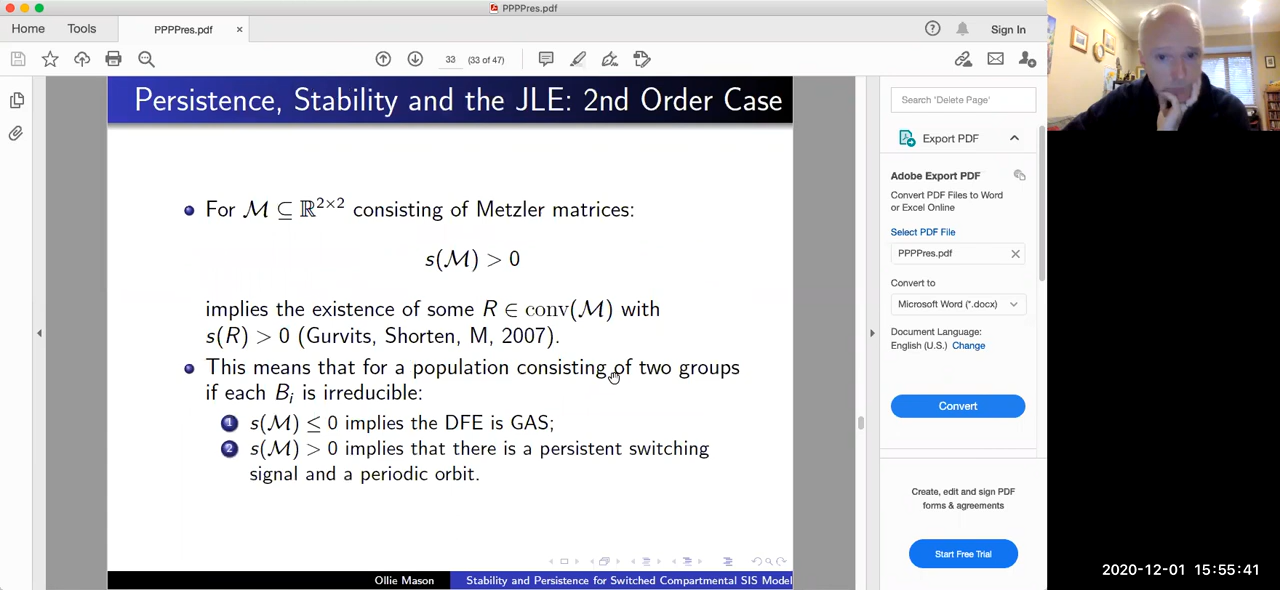 PPPPres.pdf
Home
Tools
PPPPres.pdf
×
Sign In
33
(33 of 47)
Persistence, Stability and the JLE: 2nd Order Case
For ℳ ⊆ ℝ²ˣ² consisting of Metzler matrices:
s(ℳ) > 0
implies the existence of some R ∈ conv(ℳ) with
s(R) > 0 (Gurvits, Shorten, M, 2007).
This means that for a population consisting of two groups
if each Bᵢ is irreducible:
1 s(ℳ) ≤ 0 implies the DFE is GAS;
2 s(ℳ) > 0 implies that there is a persistent switching
signal and a periodic orbit.
Ollie Mason
Stability and Persistence for Switched Compartmental SIS Model
Search 'Delete Page'
Export PDF
Adobe Export PDF
Convert PDF Files to Word
or Excel Online
Select PDF File
PPPPres.pdf
Convert to
Microsoft Word (*.docx)
Document Language:
English (U.S.) Change
Convert
Create, edit and sign PDF
forms & agreements
Start Free Trial
2020-12-01 15:55:41